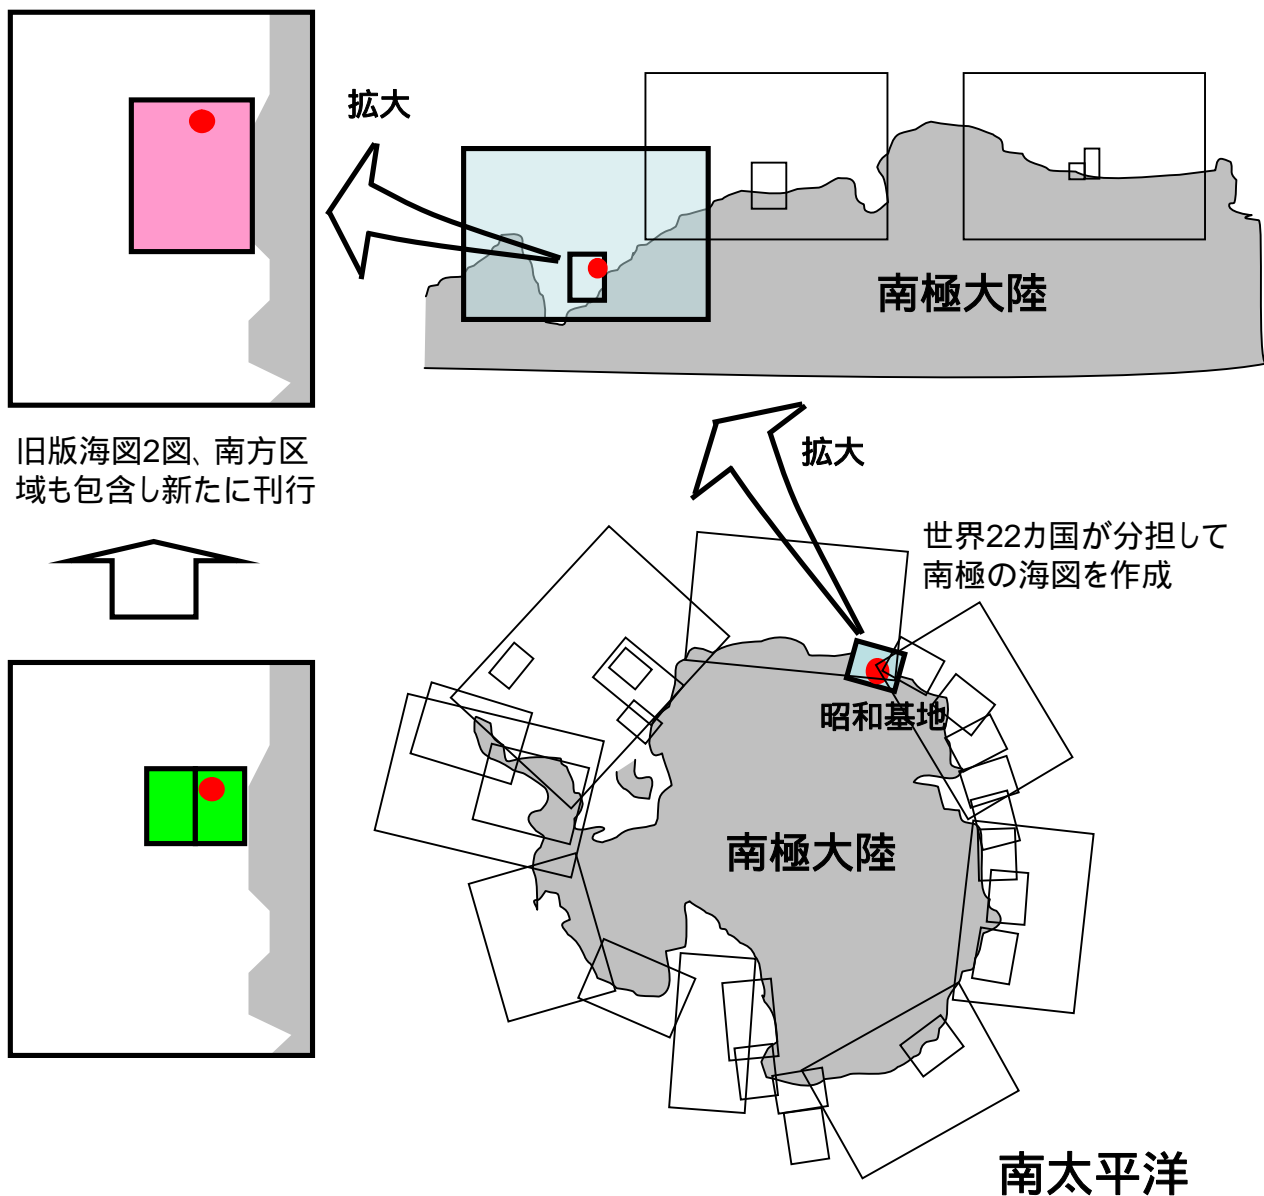 拡大
南極大陸
旧版海図2図、南方区
域も包含し新たに刊行
拡大
世界22カ国が分担して
南極の海図を作成
昭和基地
南極大陸
南太平洋